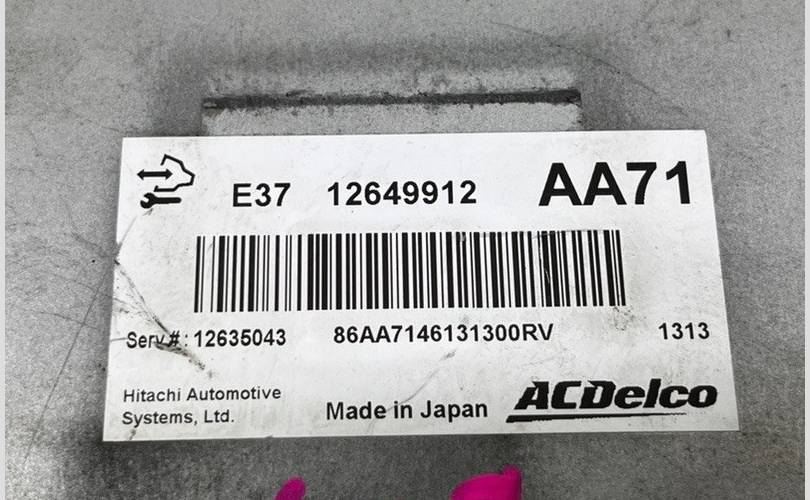 E37 12649912 AA71
Serv.#: 12635043 86AA7146131300RV 1313
Hitachi Automotive
Systems, Ltd. Made in Japan ACDelco